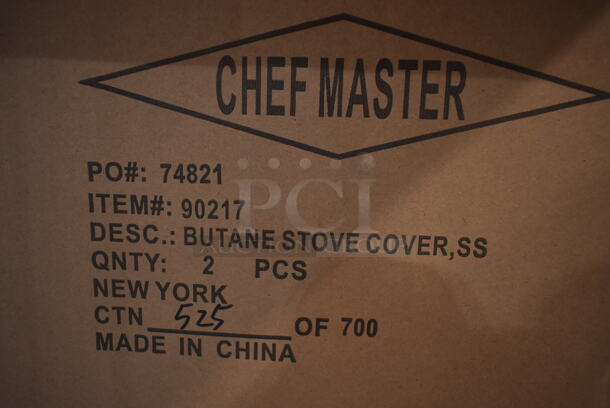 CHEF MASTER
PO#: 74821
ITEM#: 90217
DESC.: BUTANE STOVE COVER,SS
QNTY: 2 PCS
NEW YORK
CTN 525 OF 700
MADE IN CHINA
PCI